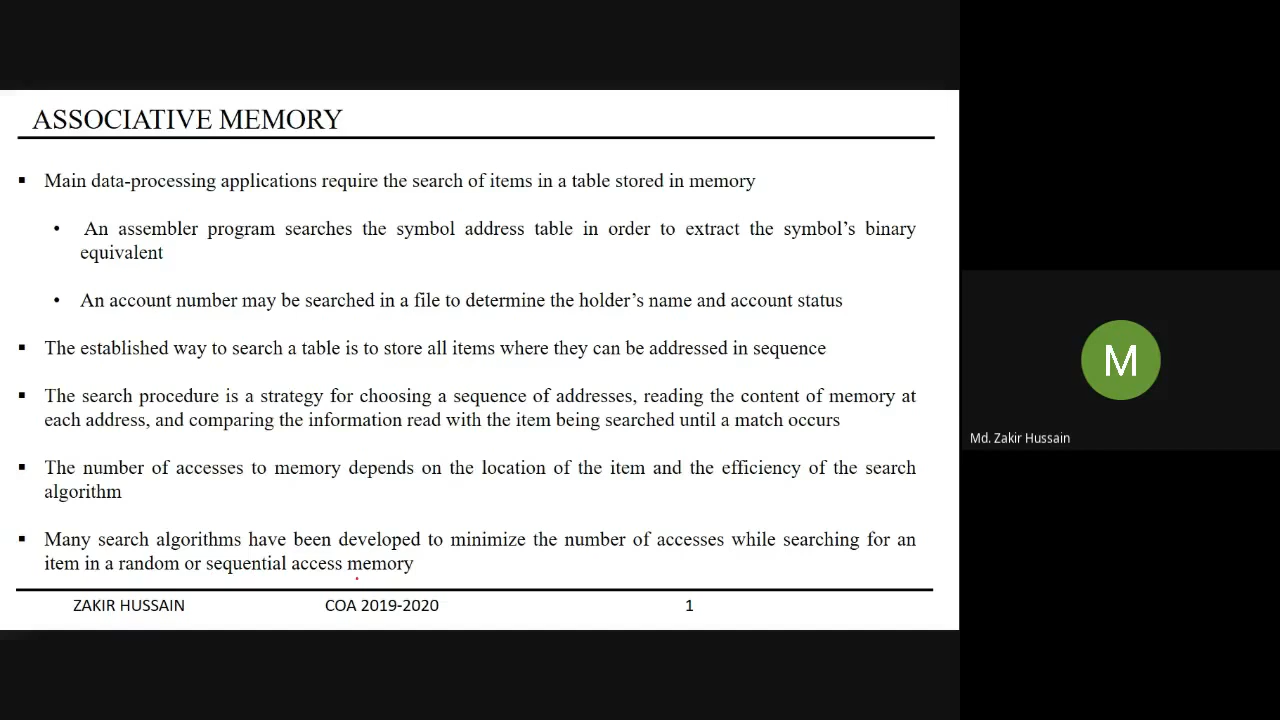 ASSOCIATIVE MEMORY
▪ Main data-processing applications require the search of items in a table stored in memory
• An assembler program searches the symbol address table in order to extract the symbol’s binary
equivalent
• An account number may be searched in a file to determine the holder’s name and account status
▪ The established way to search a table is to store all items where they can be addressed in sequence
▪ The search procedure is a strategy for choosing a sequence of addresses, reading the content of memory at
each address, and comparing the information read with the item being searched until a match occurs
▪ The number of accesses to memory depends on the location of the item and the efficiency of the search
algorithm
▪ Many search algorithms have been developed to minimize the number of accesses while searching for an
item in a random or sequential access memory
ZAKIR HUSSAIN COA 2019-2020 1
M
Md. Zakir Hussain